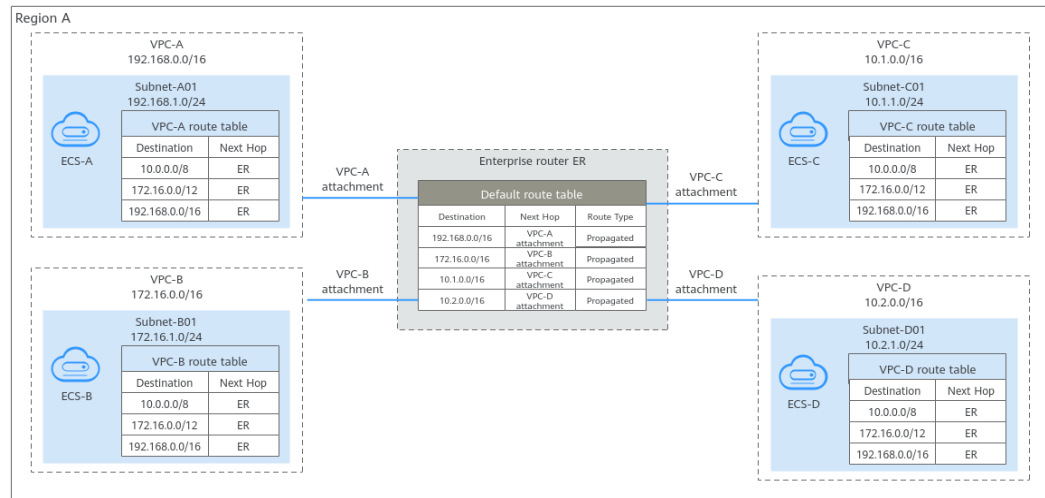 Region A
VPC-A
192.168.0.0/16
Subnet-A01
192.168.1.0/24
ECS-A
VPC-A route table
Destination Next Hop
10.0.0.0/8 ER
172.16.0.0/12 ER
192.168.0.0/16 ER
VPC-A
attachment
VPC-B
172.16.0.0/16
Subnet-B01
172.16.1.0/24
ECS-B
VPC-B route table
Destination Next Hop
10.0.0.0/8 ER
172.16.0.0/12 ER
192.168.0.0/16 ER
VPC-B
attachment
Enterprise router ER
Default route table
Destination Next Hop Route Type
192.168.0.0/16 VPC-A attachment Propagated
172.16.0.0/16 VPC-B attachment Propagated
10.1.0.0/16 VPC-C attachment Propagated
10.2.0.0/16 VPC-D attachment Propagated
VPC-C
attachment
VPC-C
10.1.0.0/16
Subnet-C01
10.1.1.0/24
ECS-C
VPC-C route table
Destination Next Hop
10.0.0.0/8 ER
172.16.0.0/12 ER
192.168.0.0/16 ER
VPC-D
attachment
VPC-D
10.2.0.0/16
Subnet-D01
10.2.1.0/24
ECS-D
VPC-D route table
Destination Next Hop
10.0.0.0/8 ER
172.16.0.0/12 ER
192.168.0.0/16 ER